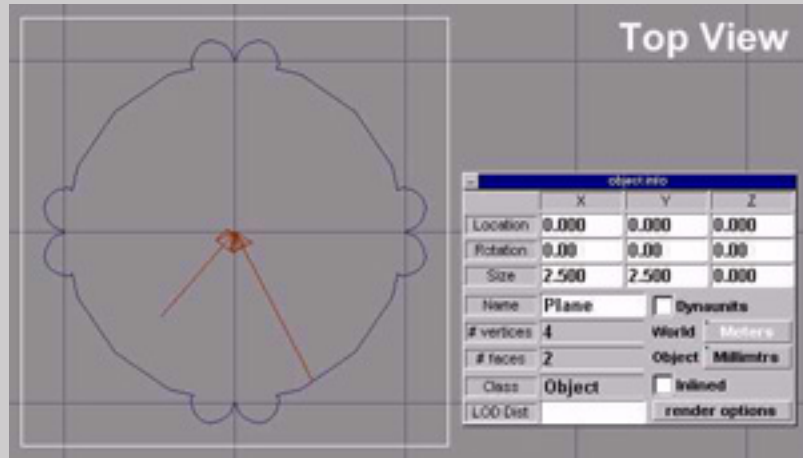 Top View
object info
X Y Z
Location 0.000 0.000 0.000
Rotation 0.00 0.00 0.00
Size 2.500 2.500 0.000
Name Plane Dynaunits
# vertices 4 World Meters
# faces 2 Object Millimtrs
Class Object Inlined
LOD Dist render options